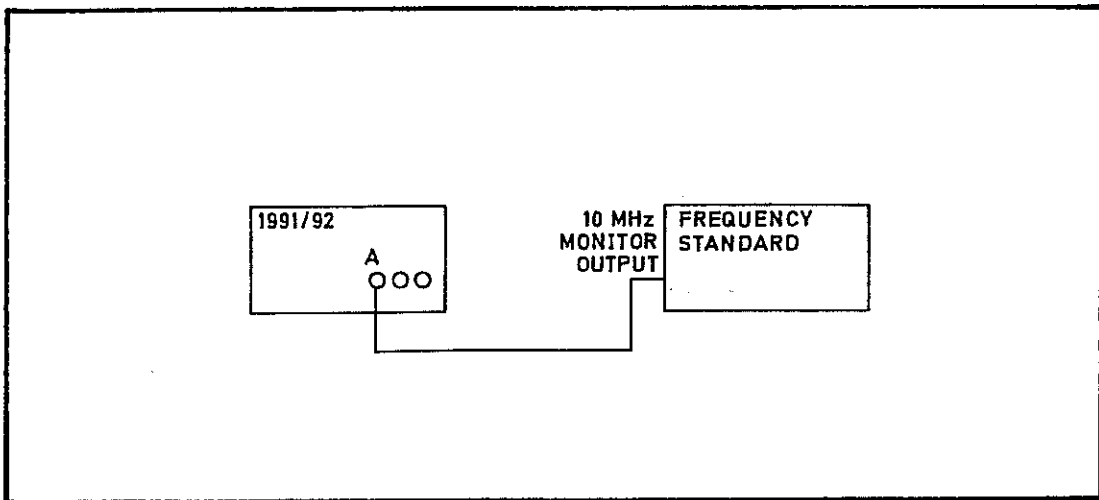 1991/92
A
10 MHz
MONITOR
OUTPUT
FREQUENCY
STANDARD